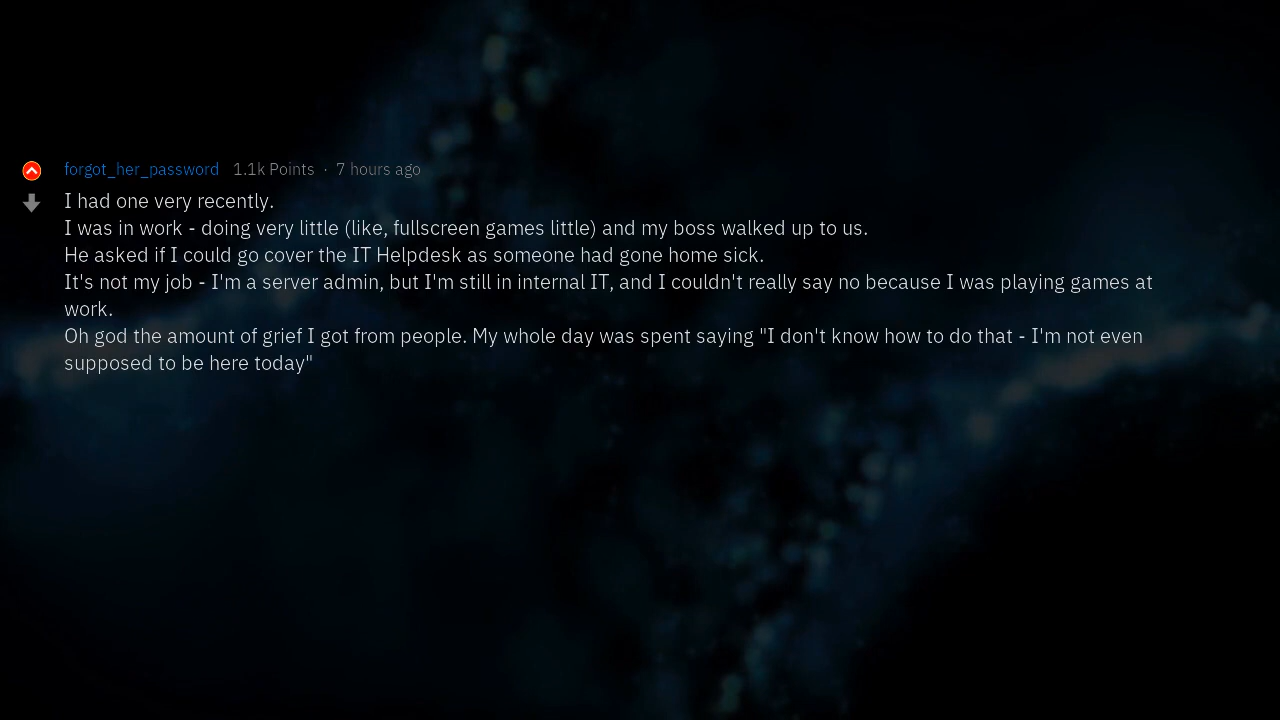 forgot_her_password 1.1k Points · 7 hours ago
I had one very recently.
I was in work - doing very little (like, fullscreen games little) and my boss walked up to us.
He asked if I could go cover the IT Helpdesk as someone had gone home sick.
It's not my job - I'm a server admin, but I'm still in internal IT, and I couldn't really say no because I was playing games at
work.
Oh god the amount of grief I got from people. My whole day was spent saying "I don't know how to do that - I'm not even
supposed to be here today"